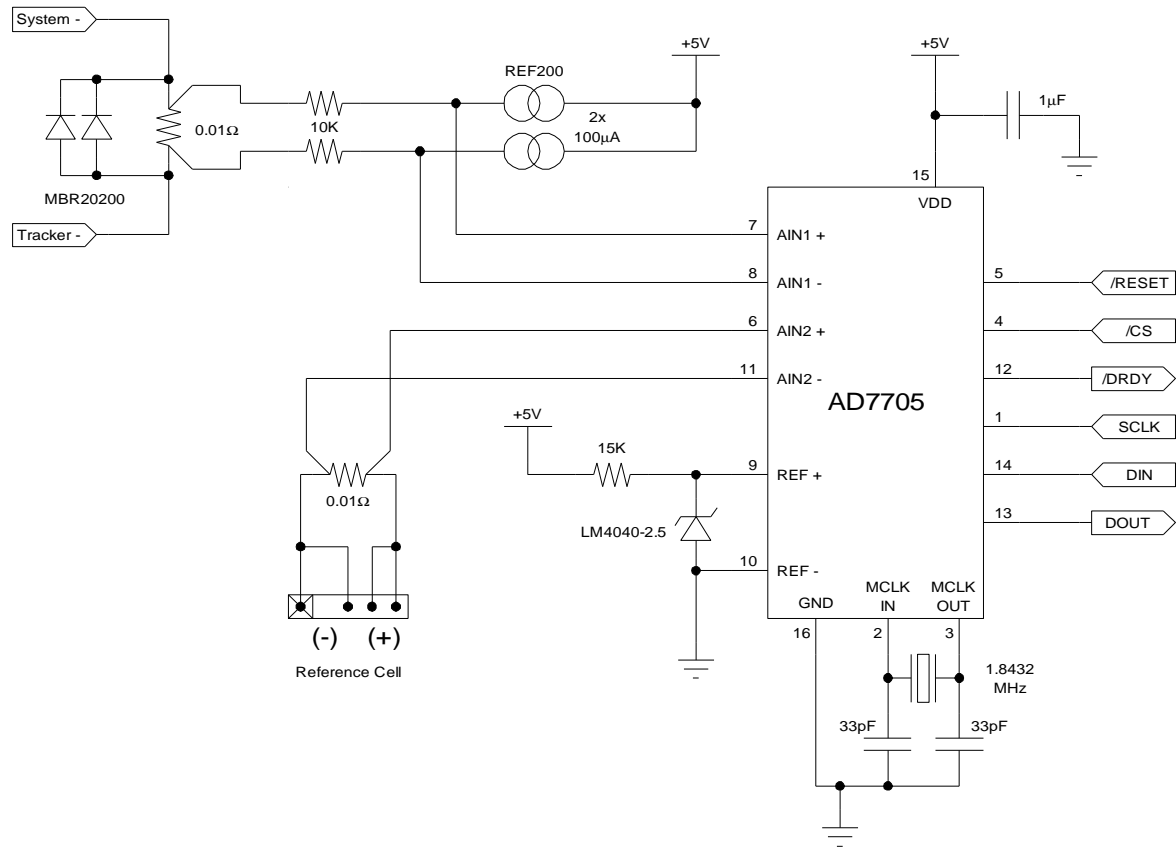 System -
+5V
+5V
REF200
1µF
0.01Ω
10K
2x
100µA
15
MBR20200
VDD
Tracker -
7
AIN1 +
8
AIN1 -
5
/RESET
6
AIN2 +
4
/CS
11
AIN2 -
12
/DRDY
AD7705
+5V
1
SCLK
15K
9
REF +
14
DIN
0.01Ω
LM4040-2.5
13
DOUT
10
REF -
MCLK
IN
MCLK
OUT
GND
(-)
(+)
16
2
3
Reference Cell
1.8432
MHz
33pF
33pF